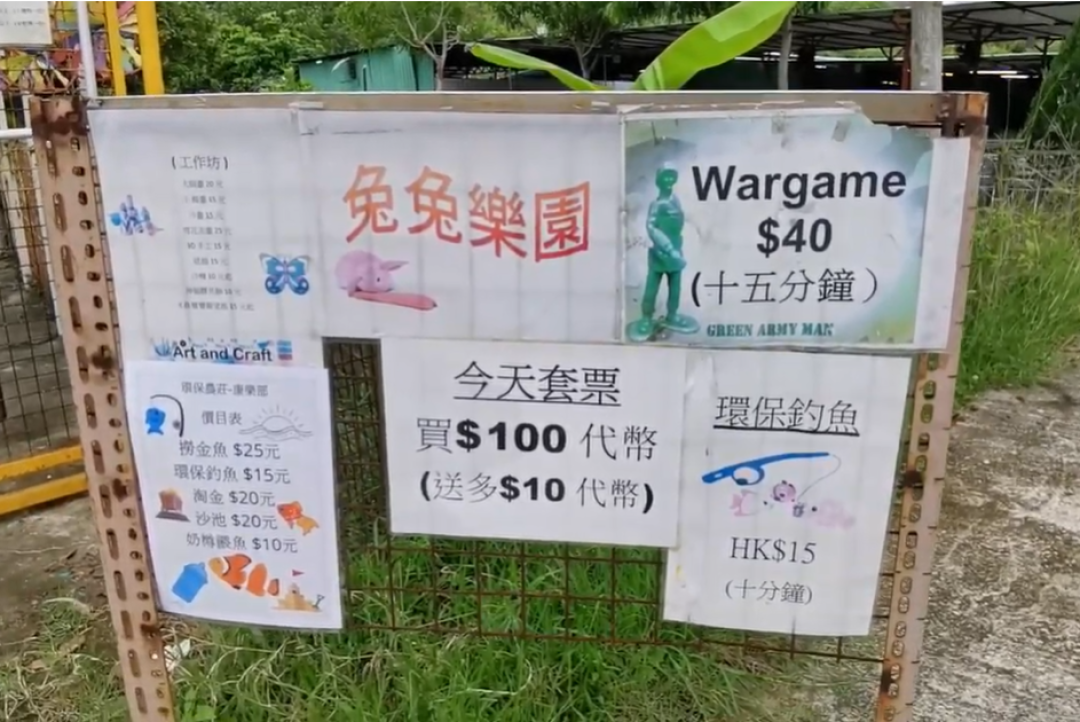 (工作坊)
Art and Craft
兔兔樂園
Wargame
$40
(十五分鐘)
GREEN ARMY MAN
環保農莊-康樂部
價目表
撈金魚 $25元
環保釣魚 $15元
淘金 $20元
沙池 $20元
奶樽餵魚 $10元
今天套票
買$100 代幣
(送多$10 代幣)
環保釣魚
HK$15
(十分鐘)